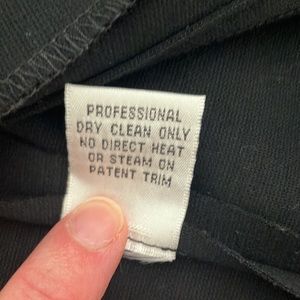 PROFESSIONAL
DRY CLEAN ONLY
NO DIRECT HEAT
OR STEAM ON
PATENT TRIM